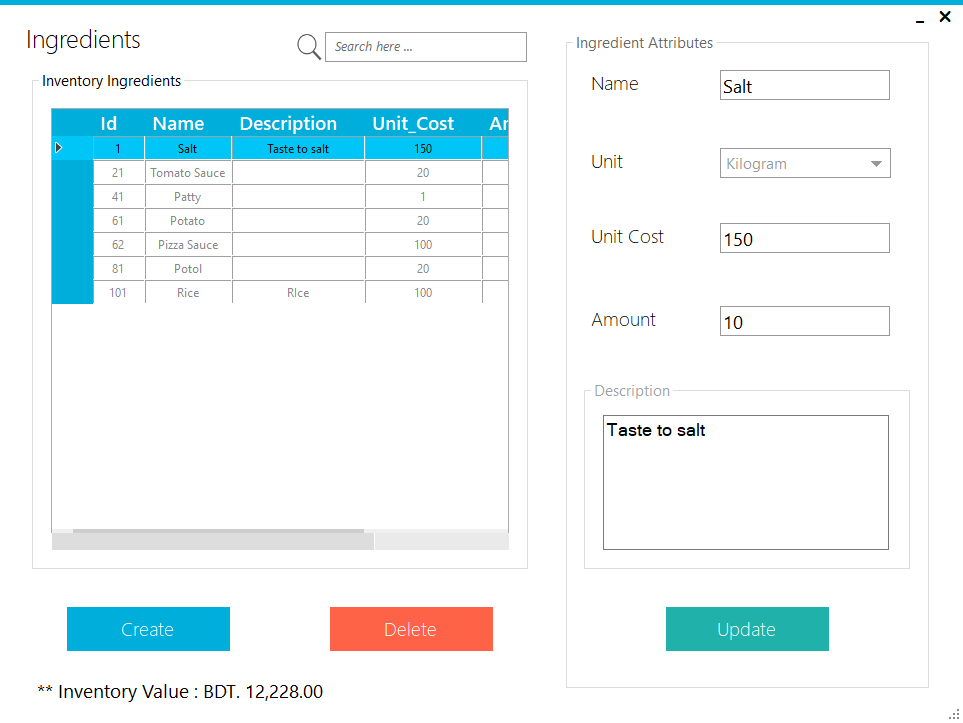 Ingredients
Search here ...
Inventory Ingredients
Id Name Description Unit_Cost Ar
1 Salt Taste to salt 150
21 Tomato Sauce 20
41 Patty 1
61 Potato 20
62 Pizza Sauce 100
81 Potol 20
101 Rice RIce 100
Create
Delete
** Inventory Value : BDT. 12,228.00
Ingredient Attributes
Name Salt
Unit Kilogram
Unit Cost 150
Amount 10
Description
Taste to salt
Update